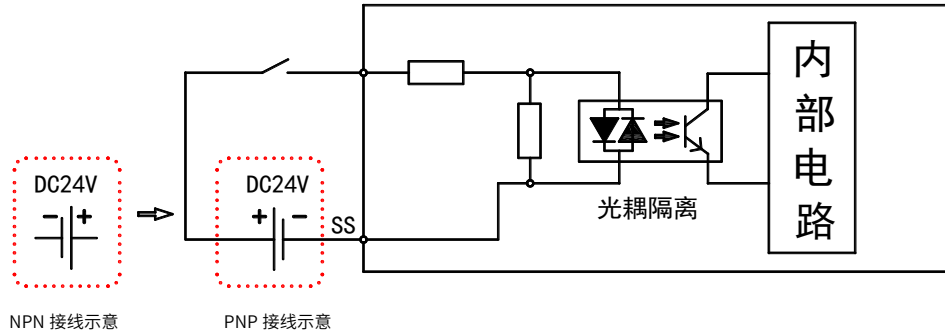 内
部
电
路
DC24V
- +
DC24V
+ -
SS
光耦隔离
NPN 接线示意
PNP 接线示意